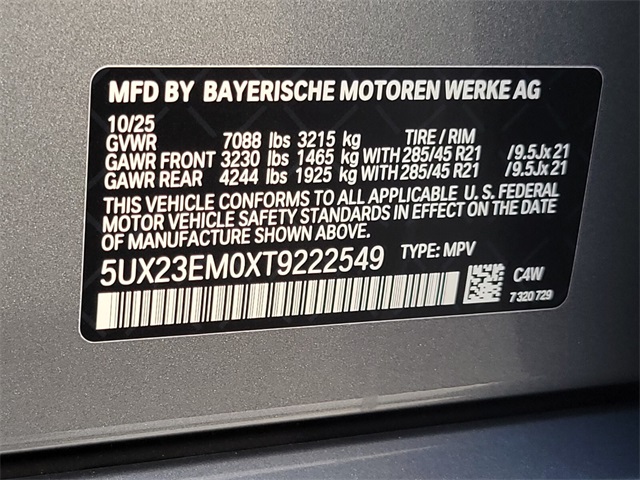 MFD BY BAYERISCHE MOTOREN WERKE AG
10/25
GVWR 7088 lbs 3215 kg TIRE / RIM
GAWR FRONT 3230 lbs 1465 kg WITH 285/45 R21 /9.5Jx21
GAWR REAR 4244 lbs 1925 kg WITH 285/45 R21 /9.5Jx21
THIS VEHICLE CONFORMS TO ALL APPLICABLE U. S. FEDERAL
MOTOR VEHICLE SAFETY STANDARDS IN EFFECT ON THE DATE
OF MANUFACTURE SHOWN ABOVE.
5UX23EM0XT9222549 TYPE: MPV
C4W
7 320 729